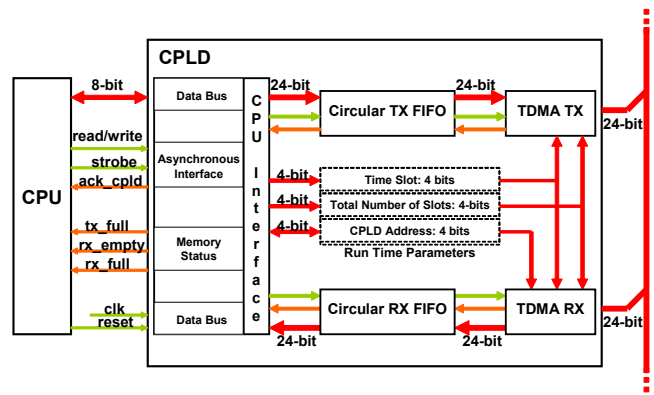 CPLD
8-bit
Data Bus
24-bit
Circular TX FIFO
24-bit
TDMA TX
24-bit
read/write
strobe
ack_cpld
Asynchronous
Interface
CPU Interface
4-bit
Time Slot: 4 bits
4-bit
Total Number of Slots: 4-bits
4-bit
CPLD Address: 4 bits
Run Time Parameters
CPU
tx_full
rx_empty
rx_full
Memory
Status
clk
reset
Data Bus
24-bit
Circular RX FIFO
24-bit
TDMA RX
24-bit